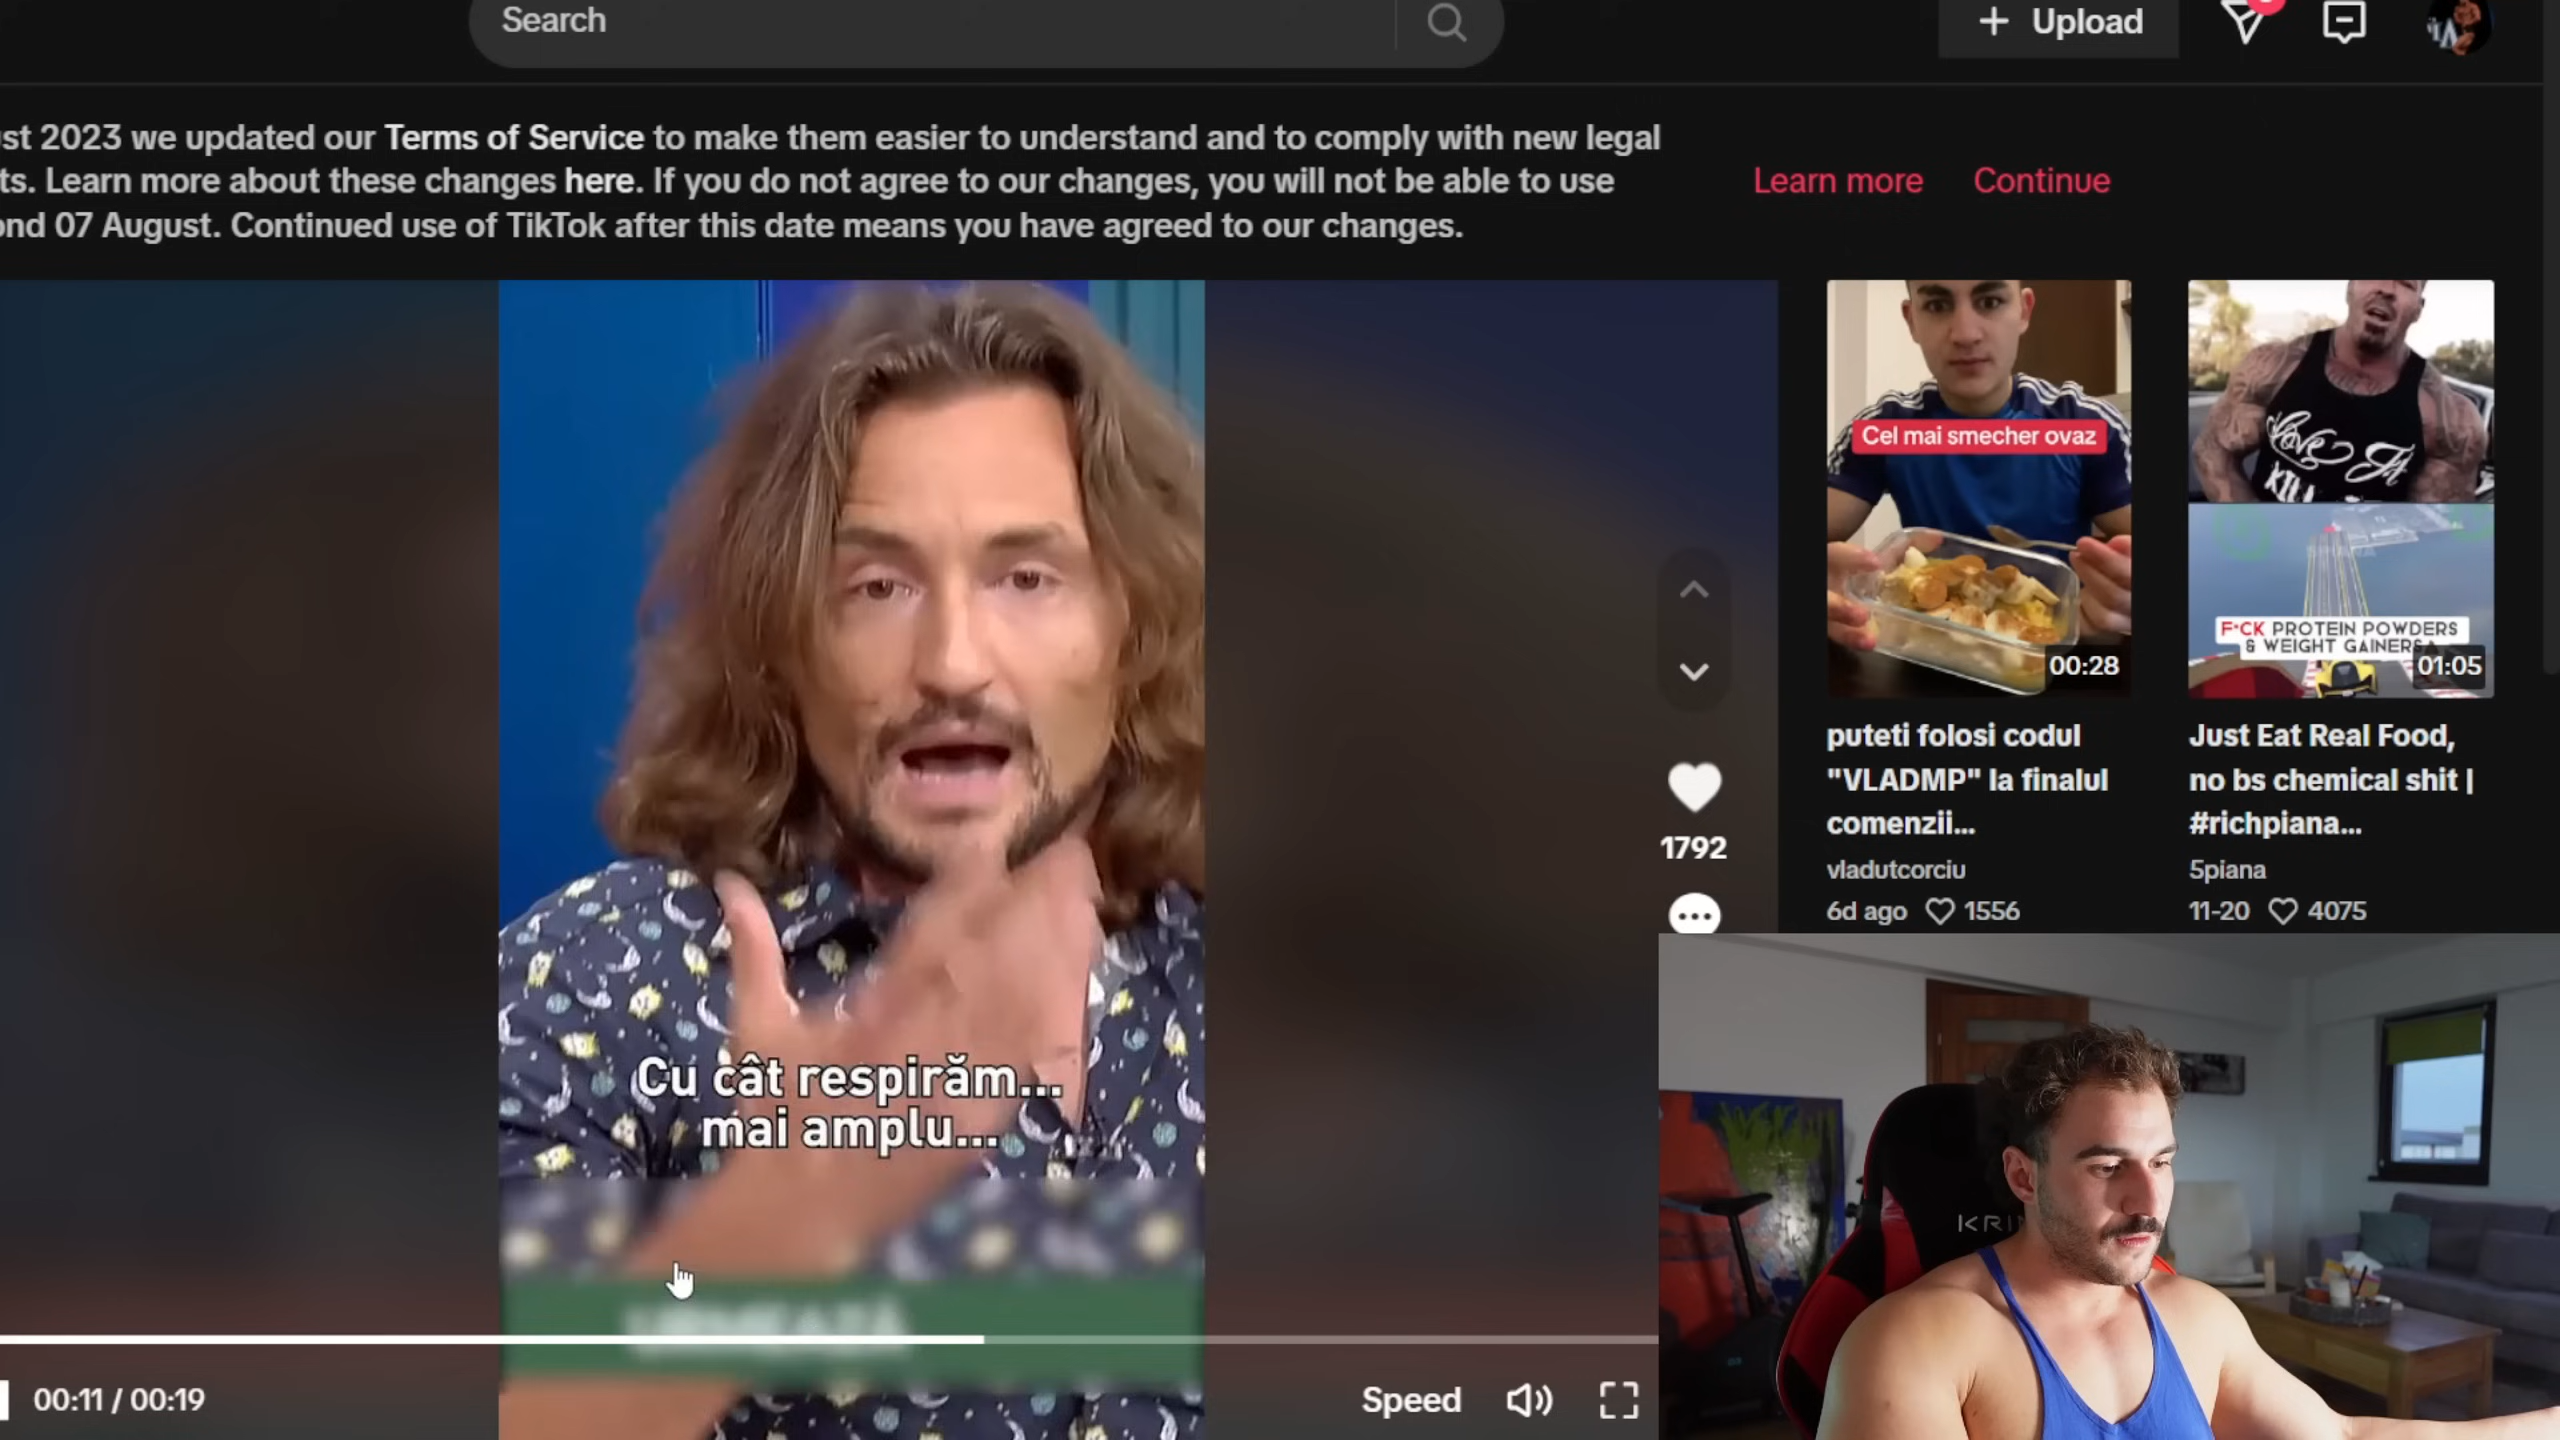 Search
Upload
st 2023 we updated our Terms of Service to make them easier to understand and to comply with new legal
ts. Learn more about these changes here. If you do not agree to our changes, you will not be able to use
ond 07 August. Continued use of TikTok after this date means you have agreed to our changes.
Learn more
Continue
Cu cât respirăm...
mai amplu...
00:11 / 00:19
Speed
1792
Cel mai smecher ovaz
00:28
puteti folosi codul
"VLADMP" la finalul
comenzii...
vladutcorciu
6d ago 1556
F*CK PROTEIN POWDERS
& WEIGHT GAINERS
01:05
Just Eat Real Food,
no bs chemical shit |
#richpiana...
5piana
11-20 4075